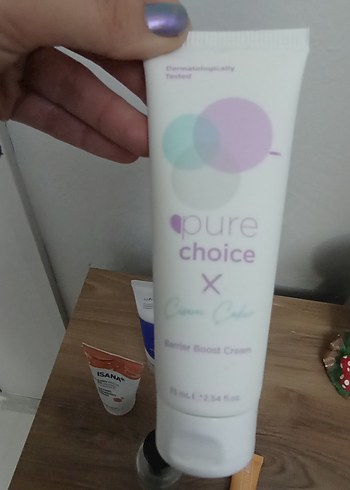 Dermatologically
Tested
pure
choice
X
Barrier Boost Cream
75 mL e 2.54 fl. oz.
ISANA